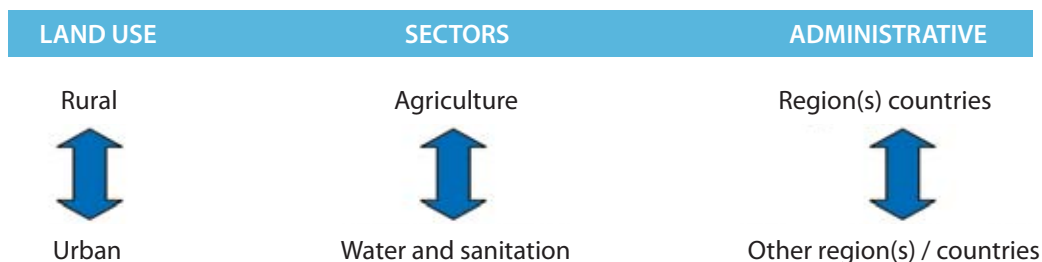 LAND USE SECTORS ADMINISTRATIVE
Rural Agriculture Region(s) countries
Urban Water and sanitation Other region(s) / countries